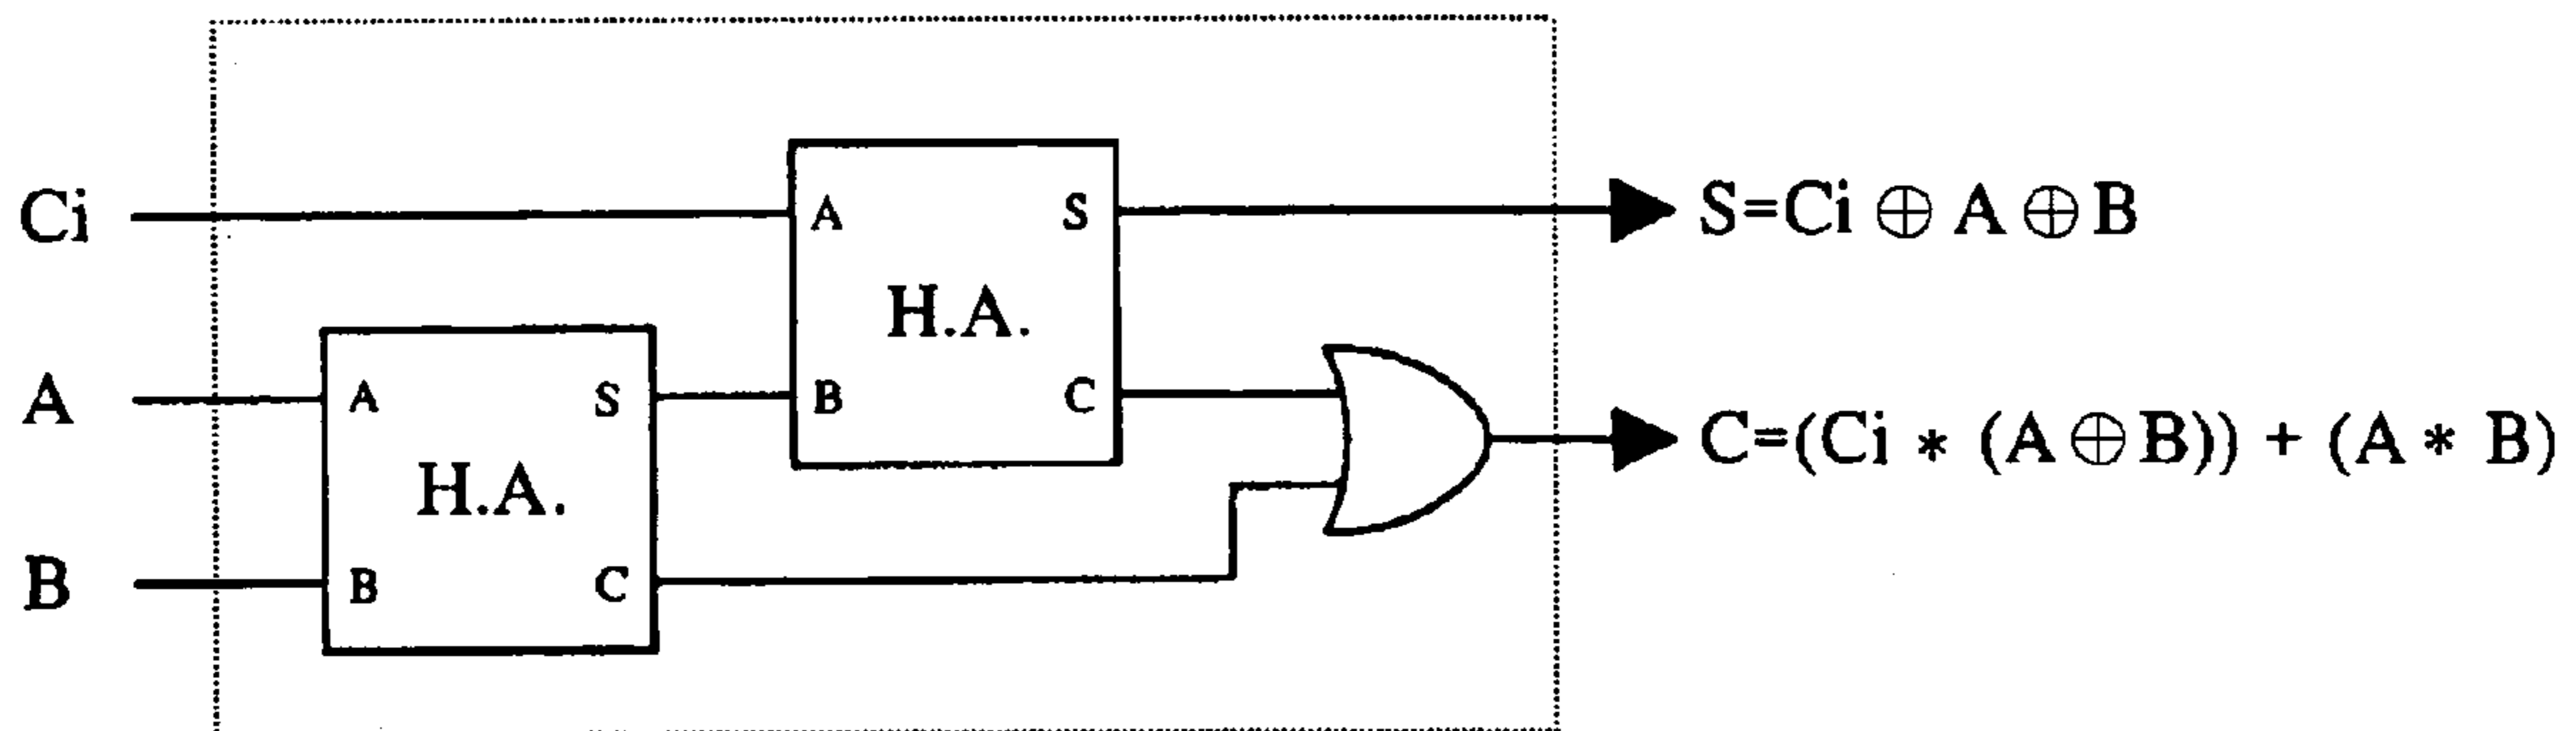 Ci
A
B
A
B
H.A.
S
C
A
B
H.A.
S
C
S=Ci ⊕ A ⊕ B
C=(Ci * (A ⊕ B)) + (A * B)